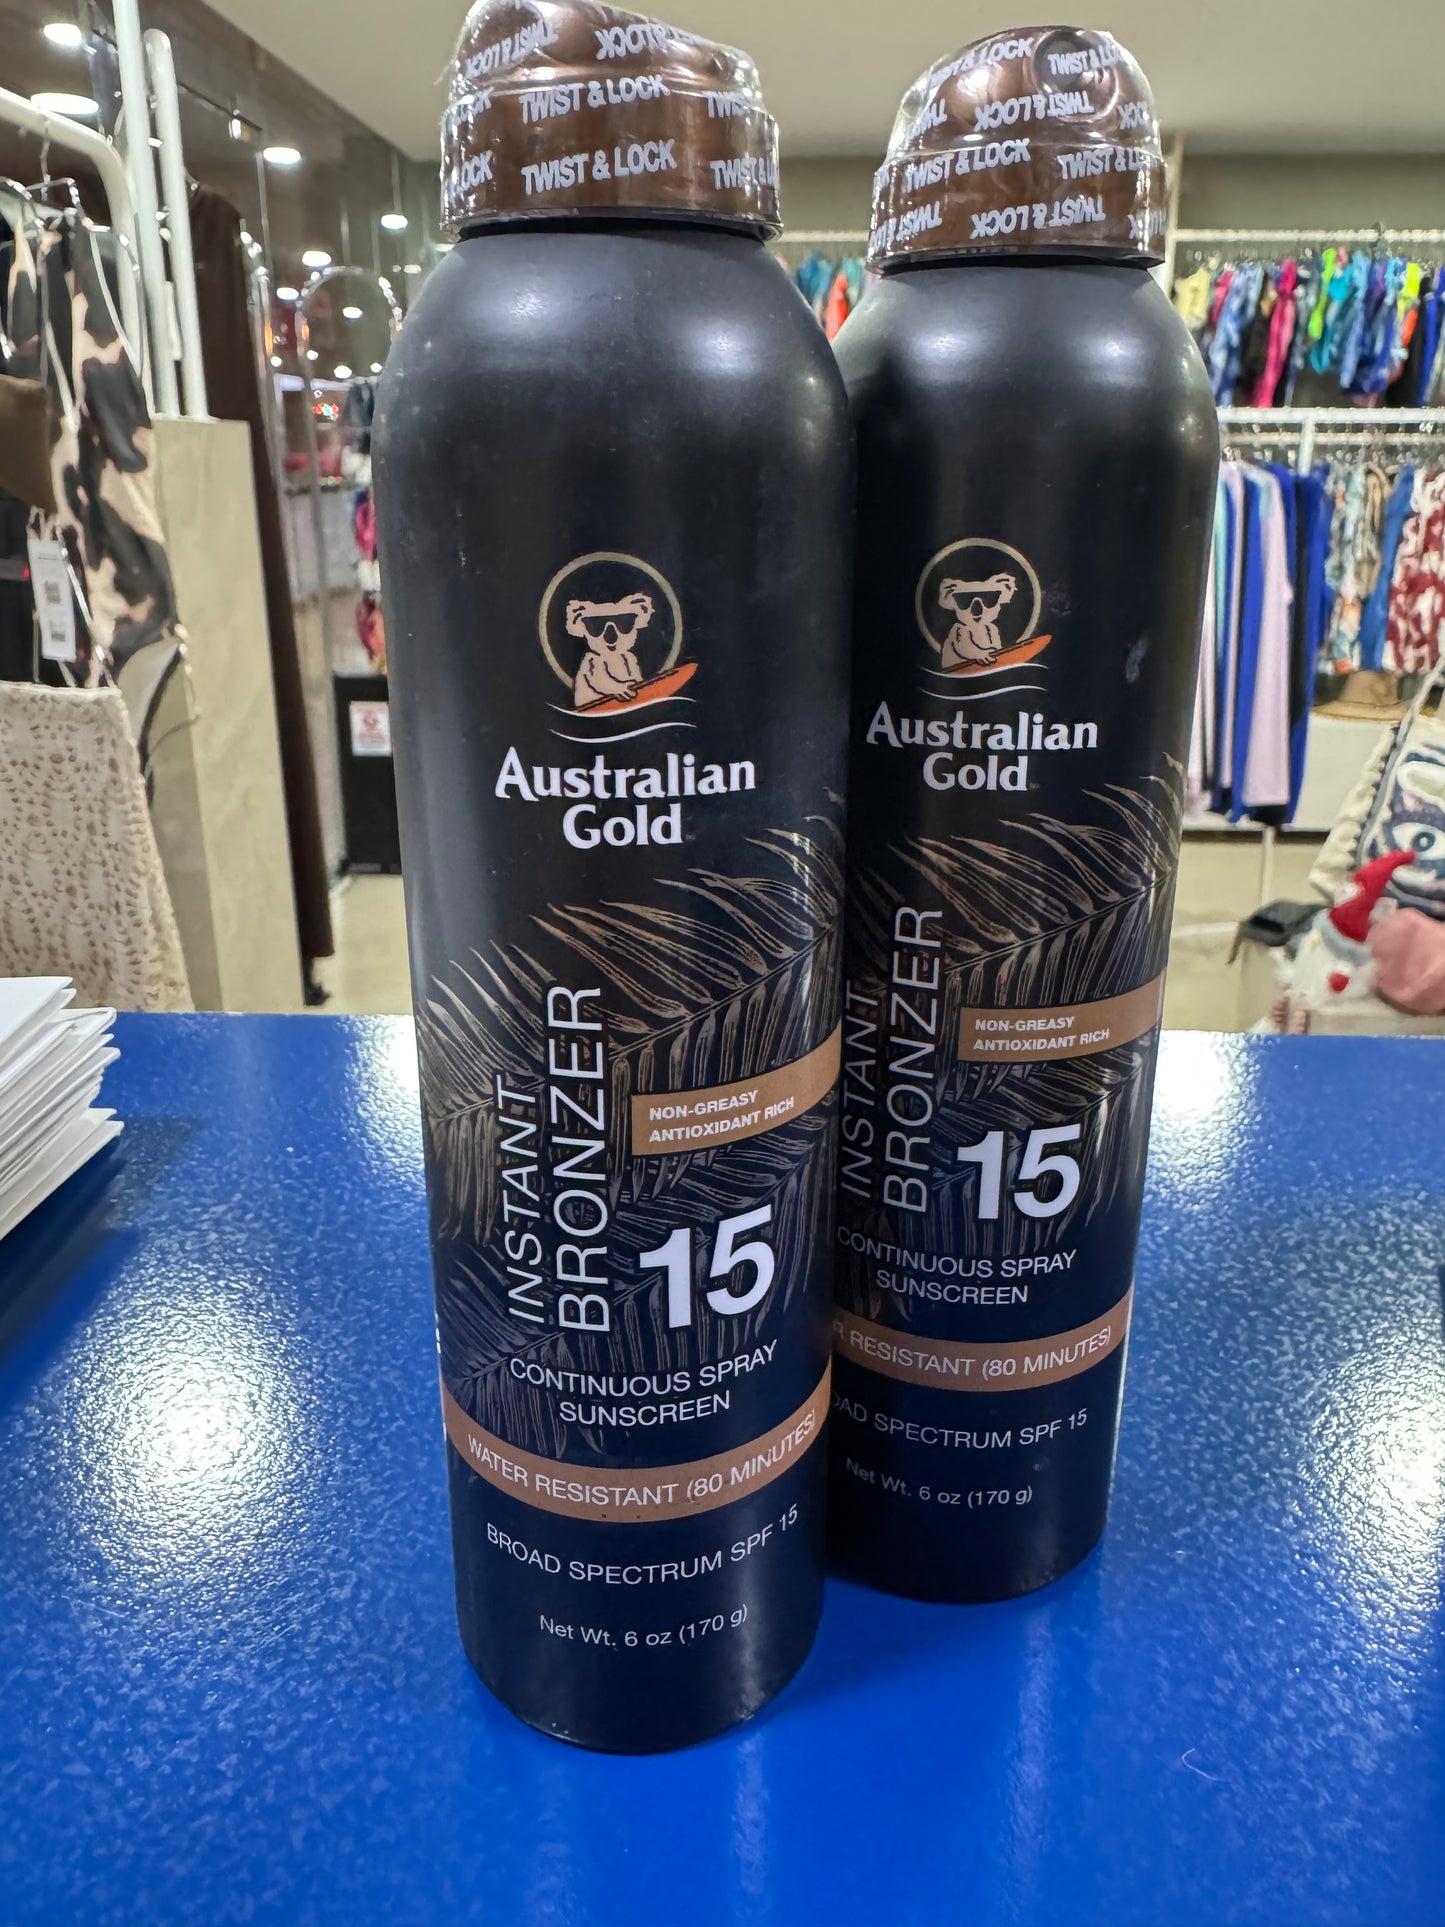 TWIST & LOCK
TWIST & LOCK
Australian
Gold
INSTANT
BRONZER
NON-GREASY
ANTIOXIDANT RICH
15
CONTINUOUS SPRAY
SUNSCREEN
WATER RESISTANT (80 MINUTES)
BROAD SPECTRUM SPF 15
Net Wt. 6 oz (170 g)
TWIST & LOCK
TWIST & LOCK
Australian
Gold
INSTANT
BRONZER
NON-GREASY
ANTIOXIDANT RICH
15
CONTINUOUS SPRAY
SUNSCREEN
RESISTANT (80 MINUTES)
SPECTRUM SPF 15
Net Wt. 6 oz (170 g)